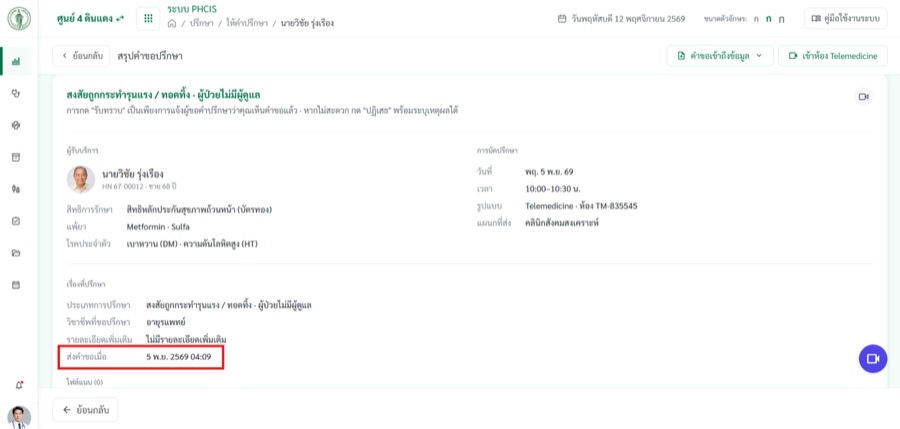 ศูนย์ 4 ดินแดง
ระบบ PHCIS
ปรึกษา / ให้คำปรึกษา / นายวิชัย รุ่งเรือง
วันพฤหัสบดี 12 พฤศจิกายน 2569
ขนาดตัวอักษร: ก ก ก
คู่มือใช้งานระบบ
ย้อนกลับ
สรุปคำขอปรึกษา
คำขอเข้าถึงข้อมูล
เข้าห้อง Telemedicine
สงสัยถูกกระทำรุนแรง / ทอดทิ้ง · ผู้ป่วยไม่มีผู้ดูแล
การกด "รับทราบ" เป็นเพียงการแจ้งผู้ขอคำปรึกษาว่าคุณเห็นคำขอแล้ว · หากไม่สะดวก กด "ปฏิเสธ" พร้อมระบุเหตุผลได้
ผู้รับบริการ
นายวิชัย รุ่งเรือง
HN 67-00012 · ชาย 68 ปี
สิทธิการรักษา สิทธิหลักประกันสุขภาพถ้วนหน้า (บัตรทอง)
แพ้ยา Metformin · Sulfa
โรคประจำตัว เบาหวาน (DM) · ความดันโลหิตสูง (HT)
การนัดปรึกษา
วันที่ พฤ. 5 พ.ย. 69
เวลา 10:00–10:30 น.
รูปแบบ Telemedicine · ห้อง TM-835545
แผนกที่ส่ง คลินิกสังคมสงเคราะห์
เรื่องที่ปรึกษา
ประเภทการปรึกษา สงสัยถูกกระทำรุนแรง / ทอดทิ้ง · ผู้ป่วยไม่มีผู้ดูแล
วิชาชีพที่ขอปรึกษา อายุรแพทย์
รายละเอียดเพิ่มเติม ไม่มีรายละเอียดเพิ่มเติม
ส่งคำขอเมื่อ 5 พ.ย. 2569 04:09
ไฟล์แนบ (0)
ย้อนกลับ